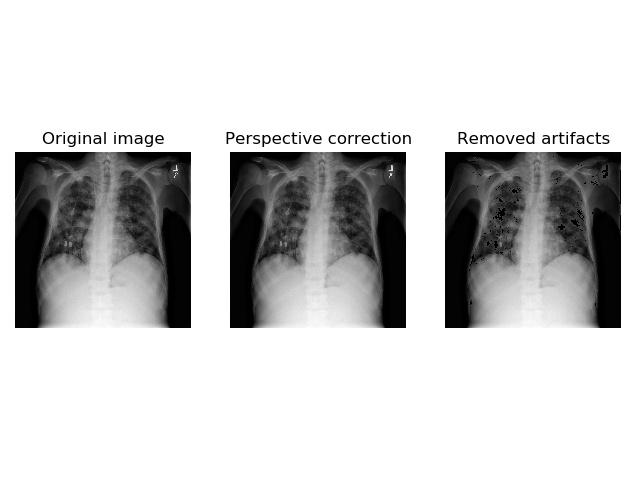 Original image
Perspective correction
Removed artifacts